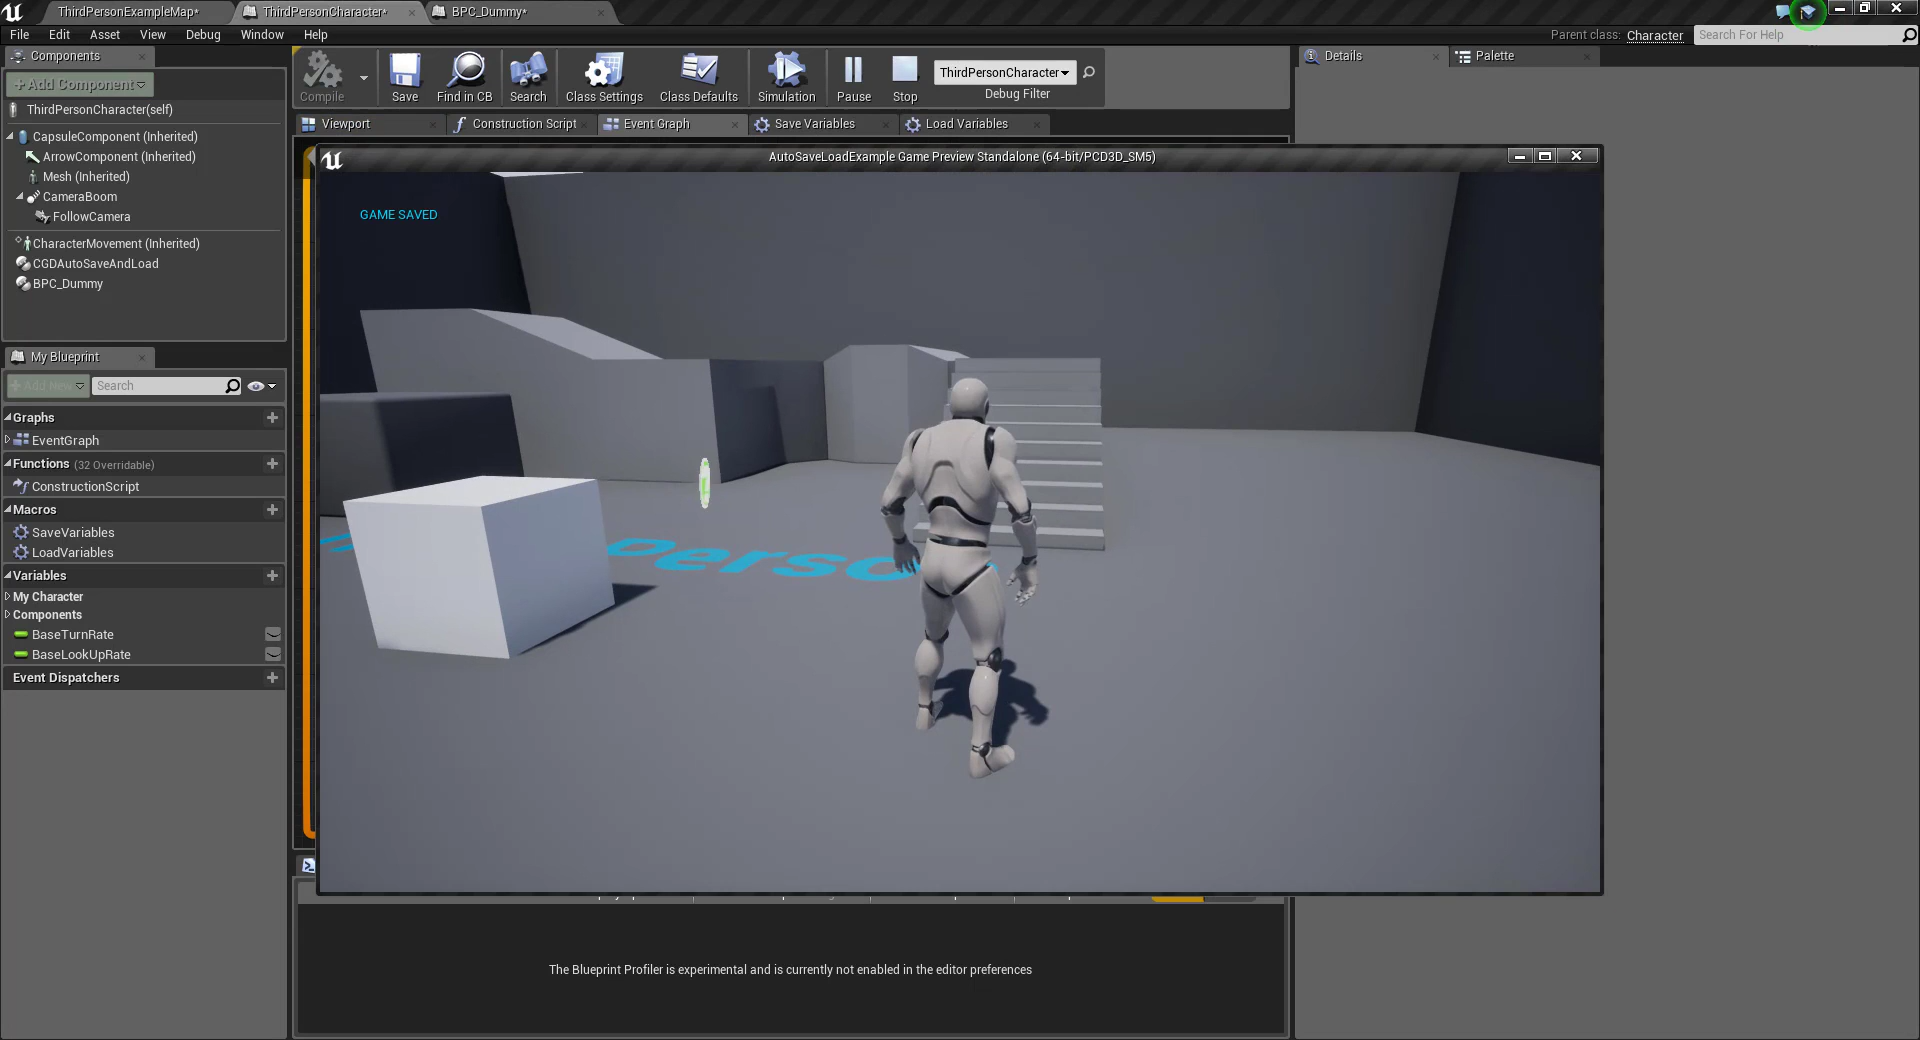 ThirdPersonExampleMap*
ThirdPersonCharacter*
BPC_Dummy*
File Edit Asset View Debug Window Help
Parent class: Character
Search For Help
Components
+Add Component
ThirdPersonCharacter(self)
CapsuleComponent (Inherited)
ArrowComponent (Inherited)
Mesh (Inherited)
CameraBoom
FollowCamera
CharacterMovement (Inherited)
CGDAutoSaveAndLoad
BPC_Dummy
My Blueprint
+ Add New
Search
Graphs
EventGraph
Functions (32 Overridable)
ConstructionScript
Macros
SaveVariables
LoadVariables
Variables
My Character
Components
BaseTurnRate
BaseLookUpRate
Event Dispatchers
Compile
Save
Find in CB
Search
Class Settings
Class Defaults
Simulation
Pause
Stop
ThirdPersonCharacter
Debug Filter
Viewport
Construction Script
Event Graph
Save Variables
Load Variables
AutoSaveLoadExample Game Preview Standalone (64-bit/PCD3D_SM5)
GAME SAVED
The Blueprint Profiler is experimental and is currently not enabled in the editor preferences
Details
Palette